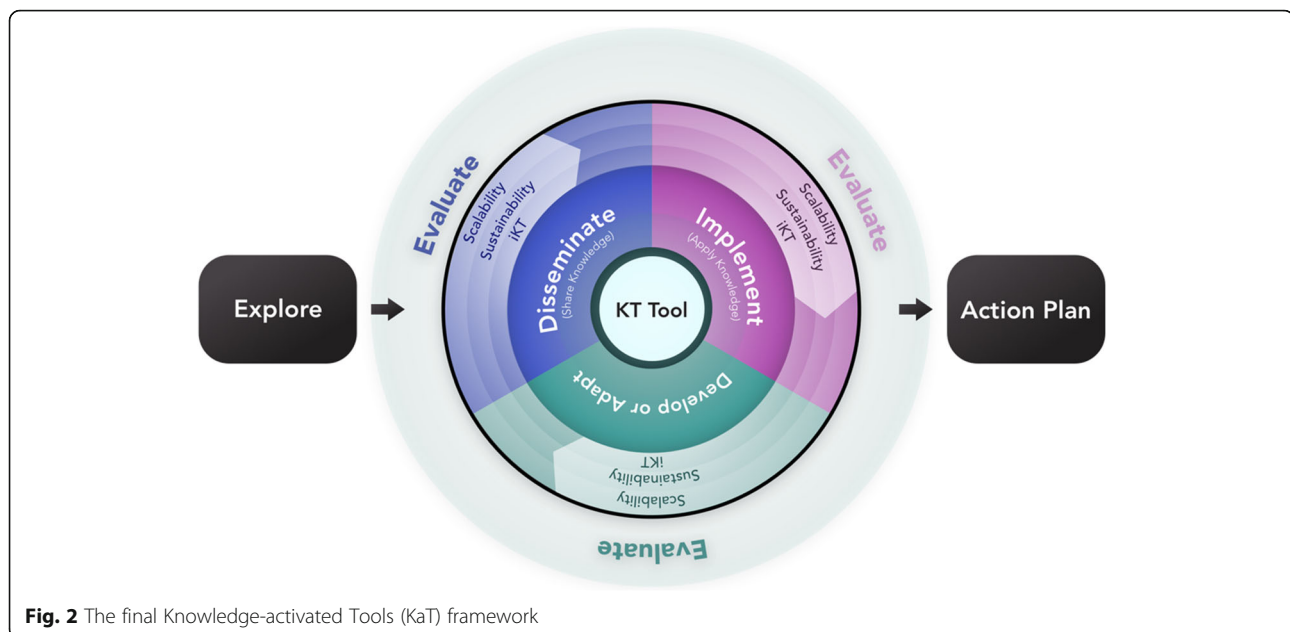 Explore
Evaluate
Scalability
Sustainability
iKT
Disseminate
(Share Knowledge)
KT Tool
Implement
(Apply Knowledge)
Scalability
Sustainability
iKT
Evaluate
Develop or Adapt
iKT
Sustainability
Scalability
Evaluate
Action Plan
Fig. 2 The final Knowledge-activated Tools (KaT) framework